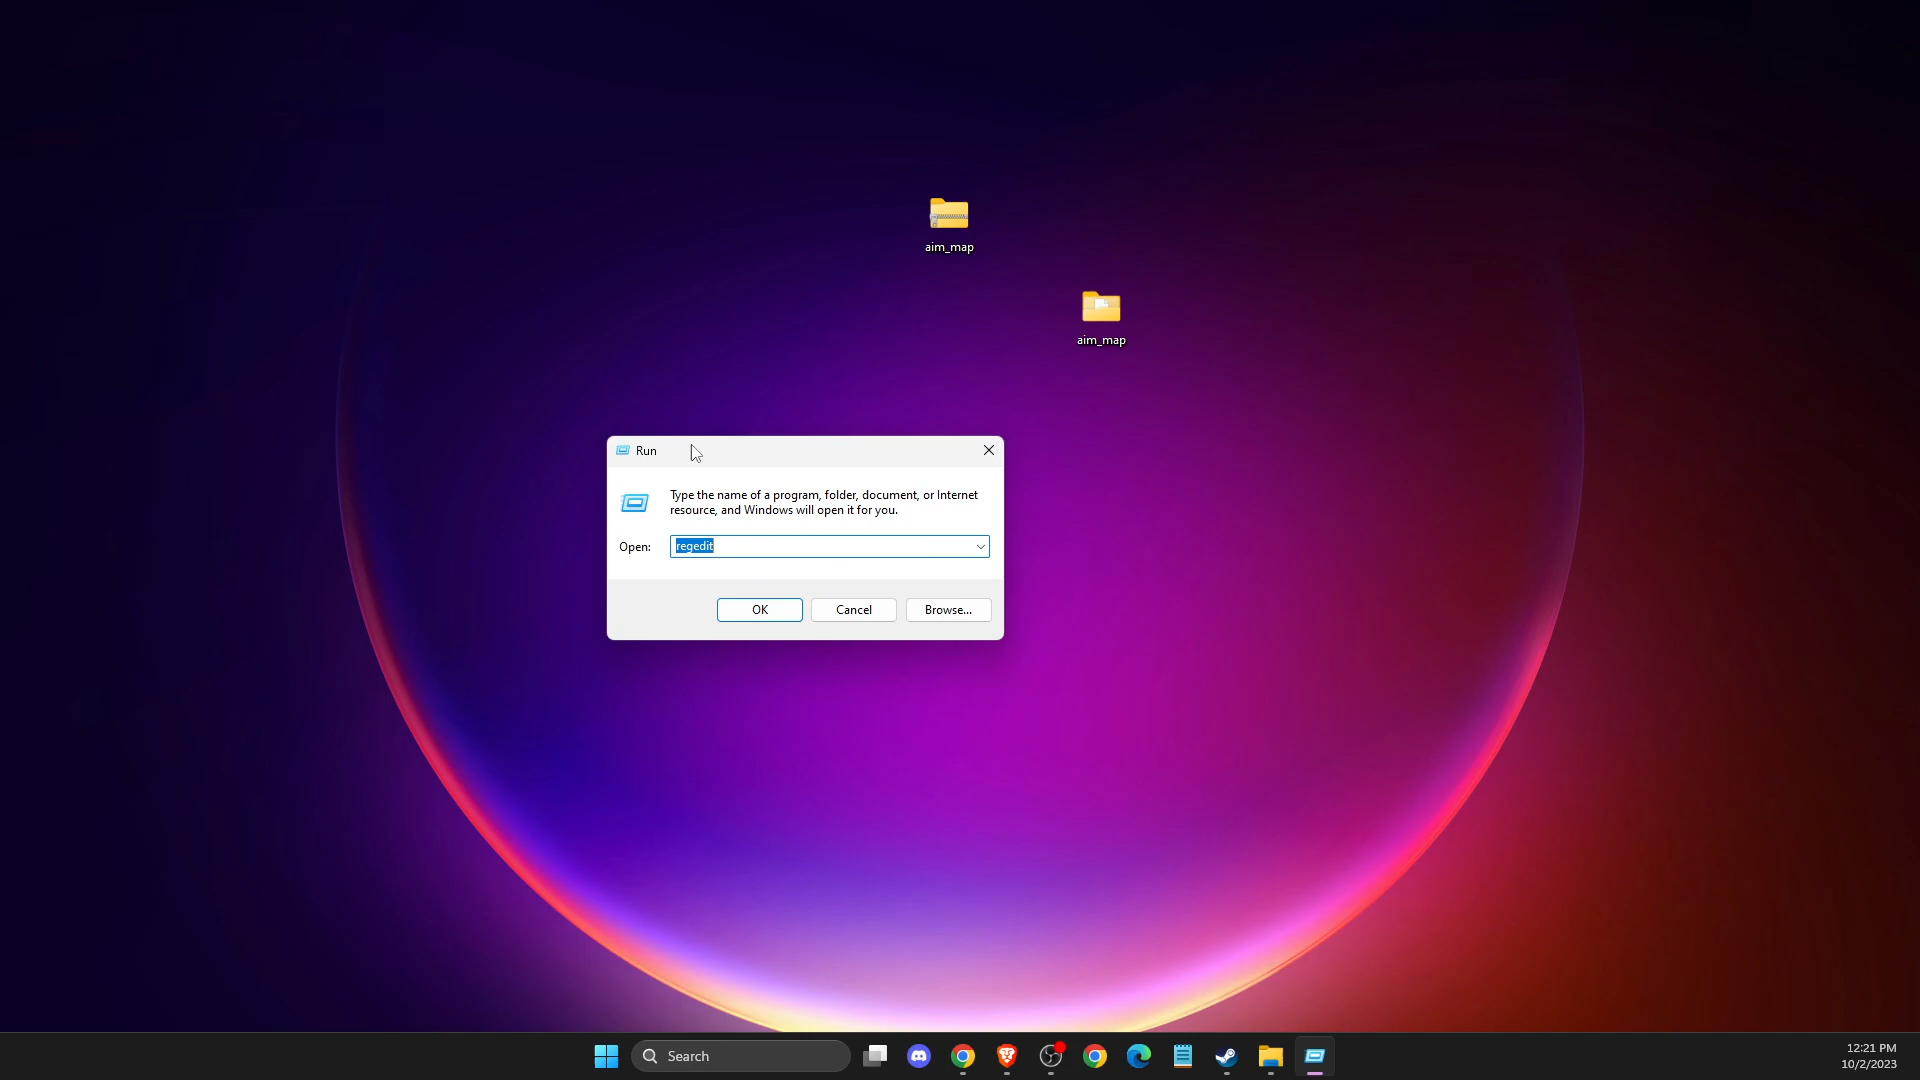 aim_map
aim_map
Run
Type the name of a program, folder, document, or Internet
resource, and Windows will open it for you.
Open:
regedit
OK
Cancel
Browse...
Search
12:21 PM
10/2/2023